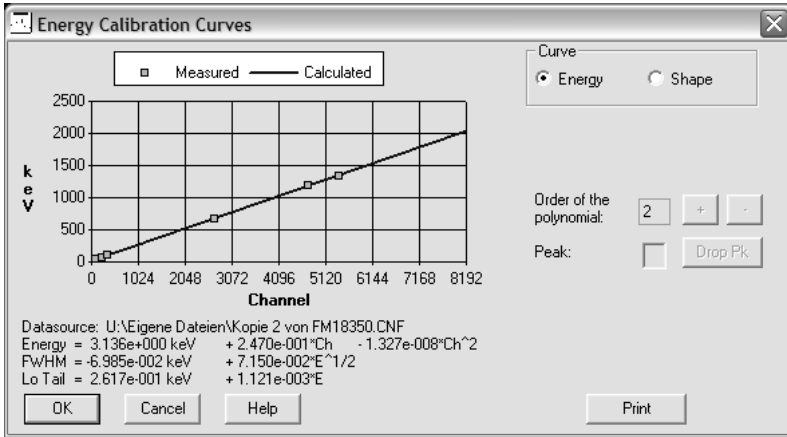 Energy Calibration Curves
Curve
Measured Calculated
Energy Shape
2500
2000
1500
1000
500
0
keV
0 1024 2048 3072 4096 5120 6144 7168 8192
Channel
Order of the polynomial: 2 + -
Peak: Drop Pk
Datasource: U:\Eigene Dateien\Kopie 2 von FM18350.CNF
Energy = 3.136e+000 keV + 2.470e-001*Ch - 1.327e-008*Ch^2
FWHM = -6.985e-002 keV + 7.150e-002*E^1/2
Lo Tail = 2.617e-001 keV + 1.121e-003*E
OK Cancel Help Print